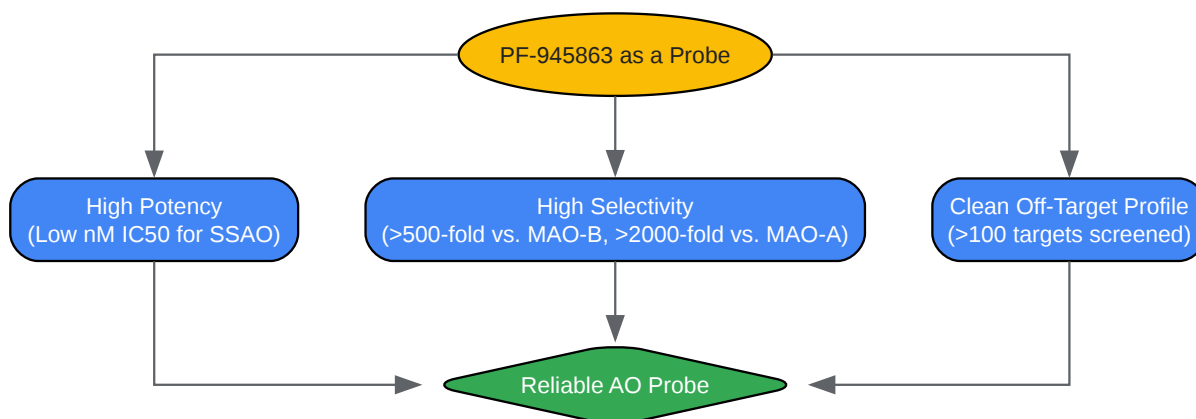 PF-945863 as a Probe
High Potency
(Low nM IC50 for SSAO)
High Selectivity
(>500-fold vs. MAO-B, >2000-fold vs. MAO-A)
Clean Off-Target Profile
(>100 targets screened)
Reliable AO Probe